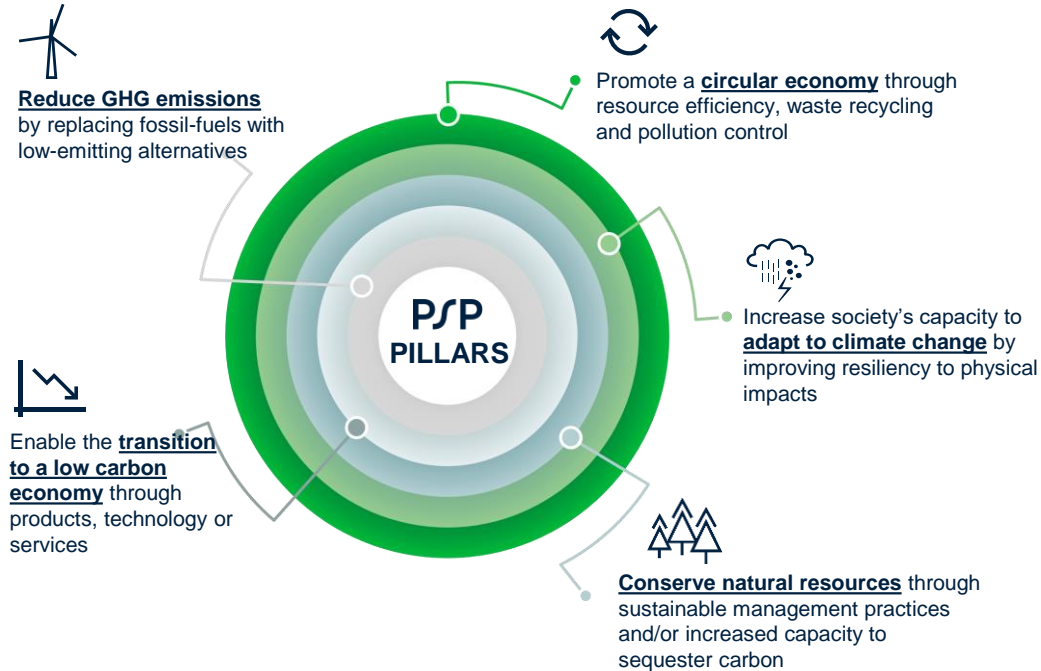 Reduce GHG emissions
by replacing fossil-fuels with
low-emitting alternatives
Promote a circular economy through
resource efficiency, waste recycling
and pollution control
PSP
PILLARS
Increase society's capacity to
adapt to climate change by
improving resiliency to physical
impacts
Enable the transition
to a low carbon
economy through
products, technology or
services
Conserve natural resources through
sustainable management practices
and/or increased capacity to
sequester carbon